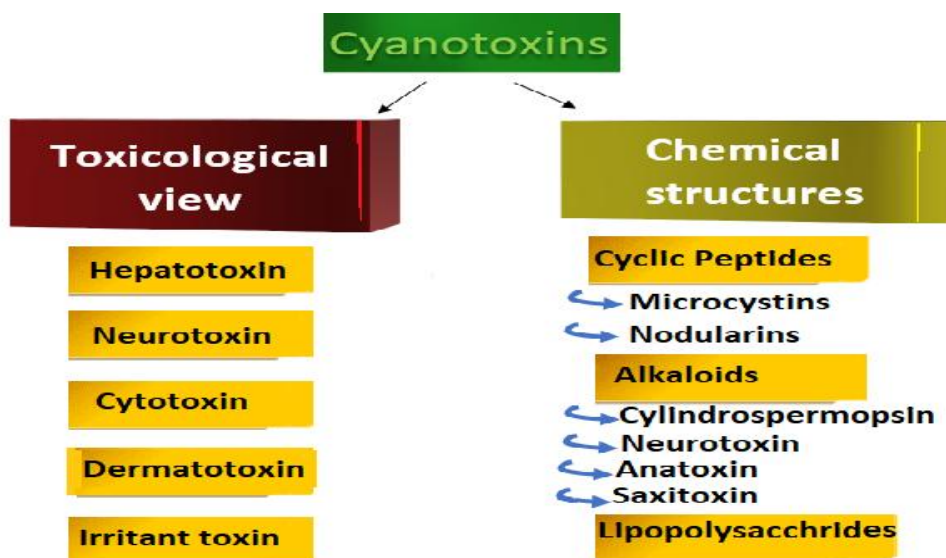 Cyanotoxins
Toxicological
view
Hepatotoxin
Neurotoxin
Cytotoxin
Dermatotoxin
Irritant toxin
Chemical
structures
Cyclic Peptides
Microcystins
Nodularins
Alkaloids
Cylindrospermopsin
Neurotoxin
Anatoxin
Saxitoxin
Lipopolysacchrides